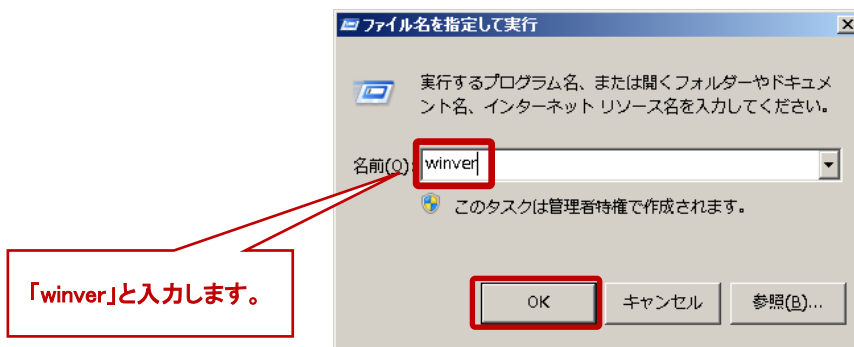 ファイル名を指定して実行
実行するプログラム名、または開くフォルダーやドキュメ
ント名、インターネット リソース名を入力してください。
名前(O):
winver
このタスクは管理者特権で作成されます。
「winver」と入力します。
OK
キャンセル
参照(B)...